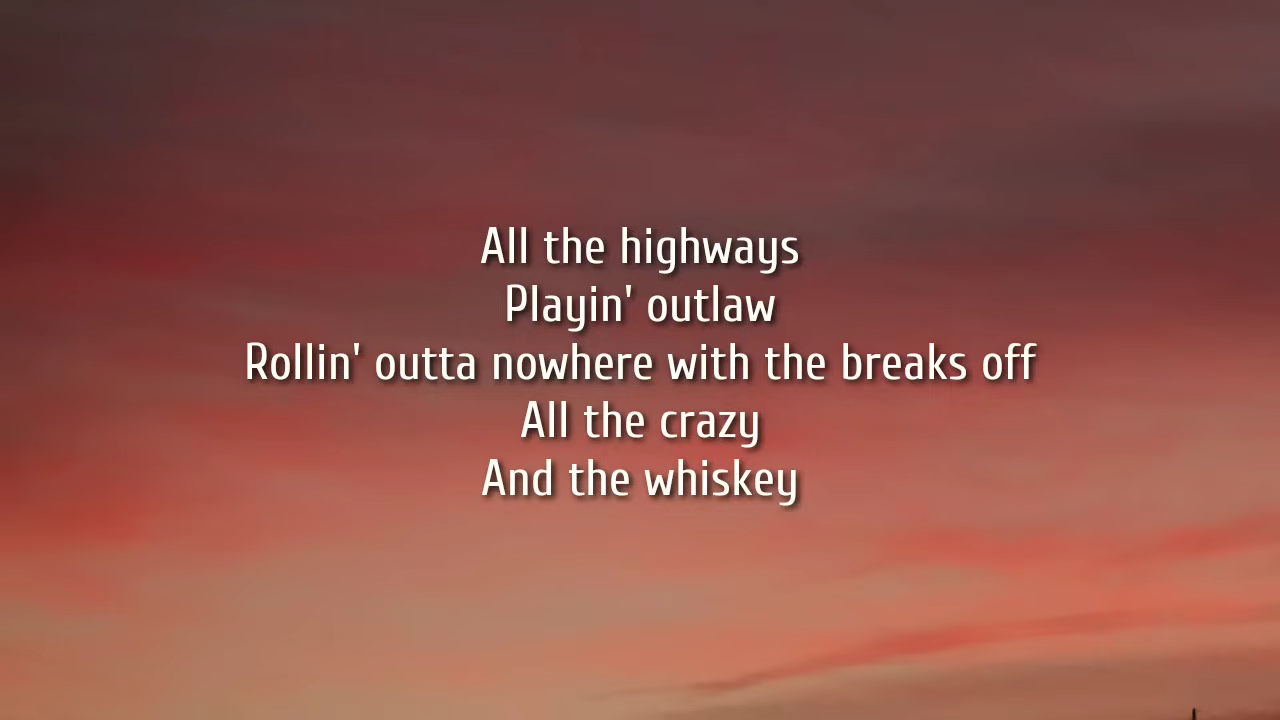 All the highways
Playin' outlaw
Rollin' outta nowhere with the breaks off
All the crazy
And the whiskey